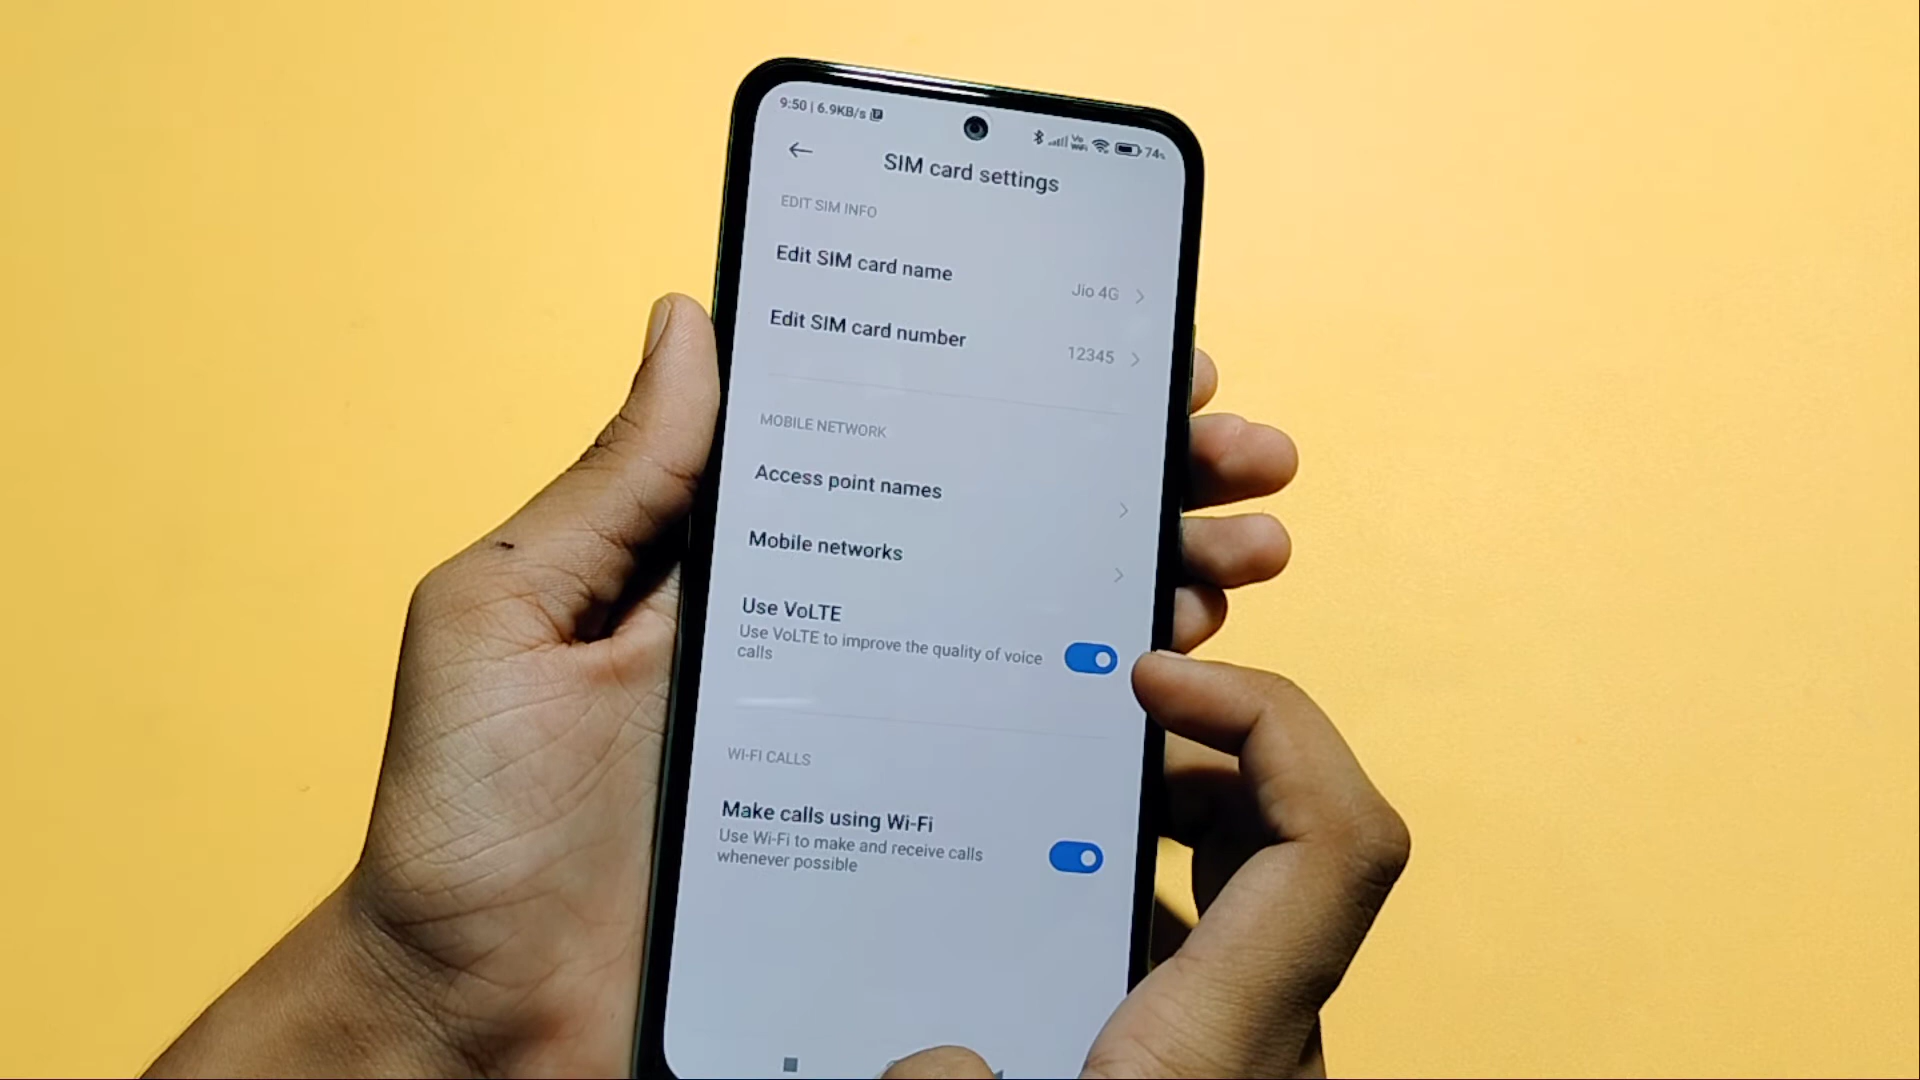 9:50 | 6.9KB/s
Vo
WiFi
74%
SIM card settings
EDIT SIM INFO
Edit SIM card name
Jio 4G
Edit SIM card number
12345
MOBILE NETWORK
Access point names
Mobile networks
Use VoLTE
Use VoLTE to improve the quality of voice
calls
WI-FI CALLS
Make calls using Wi-Fi
Use Wi-Fi to make and receive calls
whenever possible